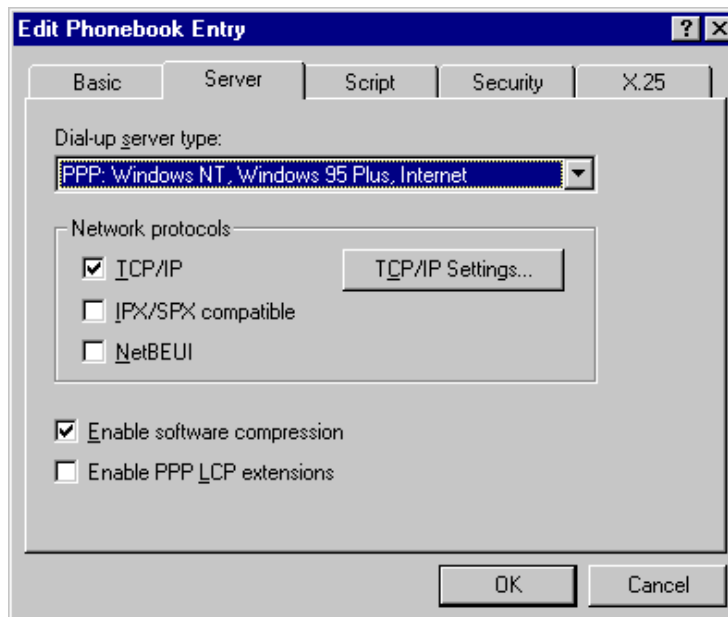 Edit Phonebook Entry
Basic Server Script Security X.25
Dial-up server type:
PPP: Windows NT, Windows 95 Plus, Internet
Network protocols
TCP/IP TCP/IP Settings...
IPX/SPX compatible
NetBEUI
Enable software compression
Enable PPP LCP extensions
OK Cancel